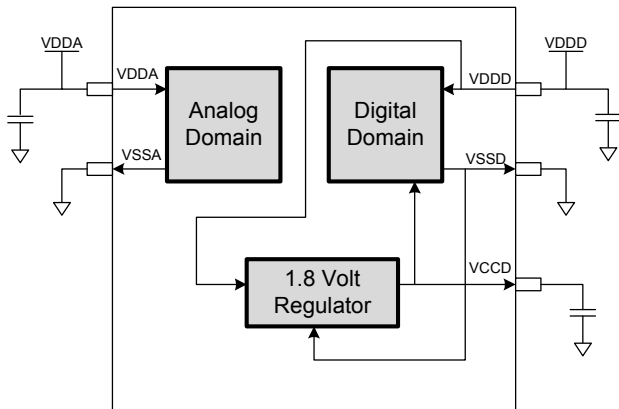 VDDA
VDDD
VDDA
VDDD
Analog
Domain
Digital
Domain
VSSA
VSSD
VCCD
1.8 Volt
Regulator